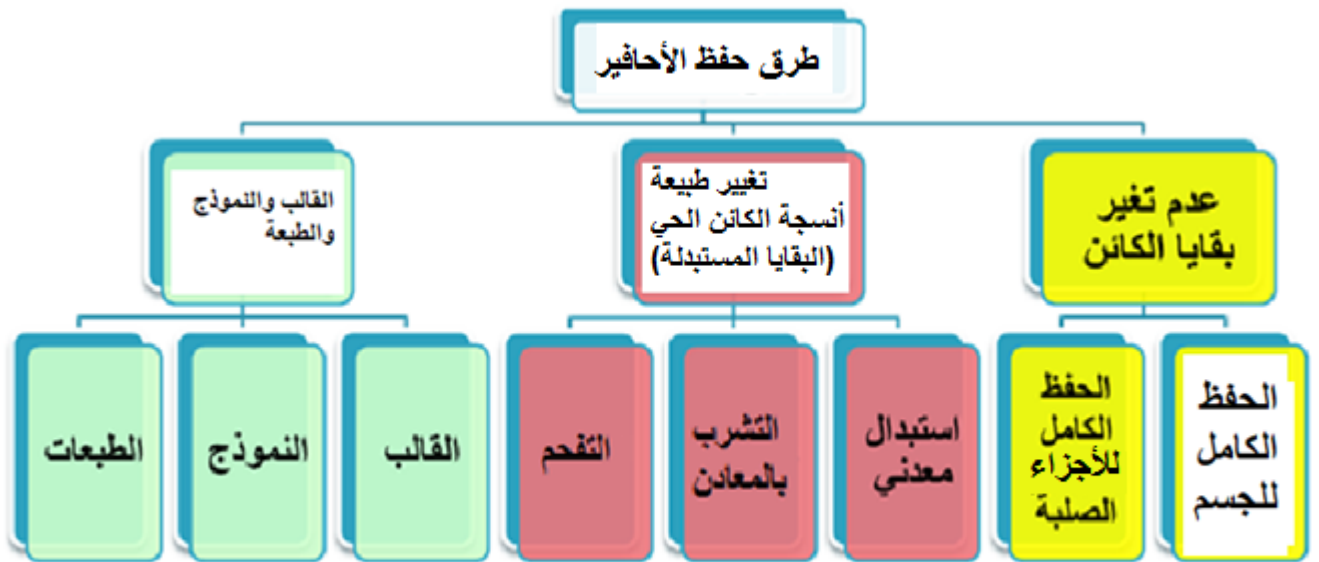 طرق حفظ الأحافير
عدم تغير
بقايا الكائن
تغيير طبيعة
أنسجة الكائن الحي
(البقايا المستبدلة)
القالب والنموذج
والطبعة
الحفظ
الكامل
للجسم
الحفظ
الكامل
للأجزاء
الصلبة
استبدال
معدني
التشرب
بالمعادن
التفحم
القالب
النموذج
الطبعات